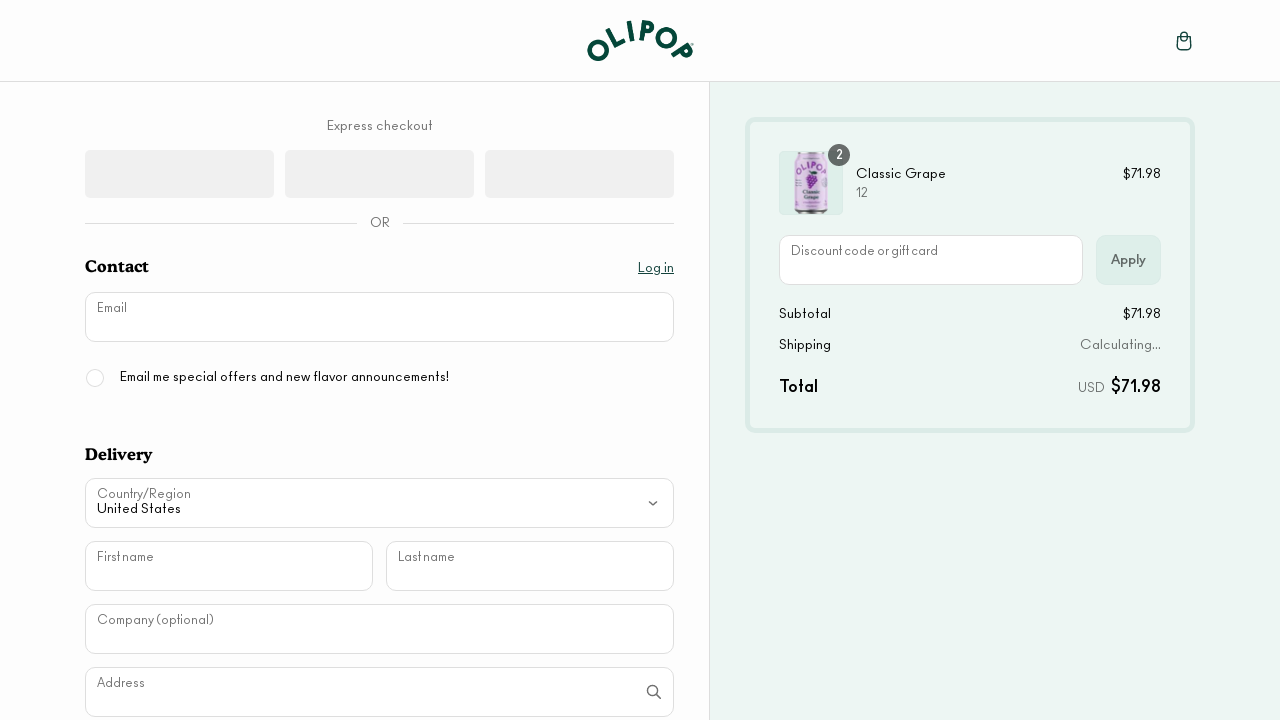 OLIPOP
Express checkout
OR
Contact
Log in
Email
Email me special offers and new flavor announcements!
Delivery
Country/Region
United States
First name
Last name
Company (optional)
Address
OLIPOP
Classic
Grape
2
Classic Grape
$71.98
12
Discount code or gift card
Apply
Subtotal
$71.98
Shipping
Calculating...
Total
USD $71.98